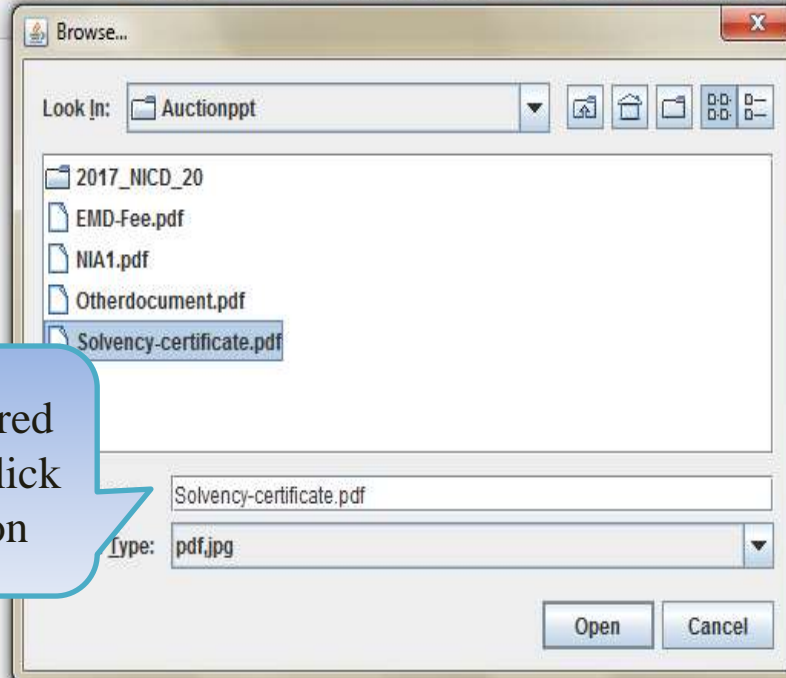 Browse...
Look In: Auctionppt
2017_NICD_20
EMD-Fee.pdf
NIA1.pdf
Otherdocument.pdf
Solvency-certificate.pdf
red
lick
on
Solvency-certificate.pdf
Type: pdf,jpg
Open Cancel